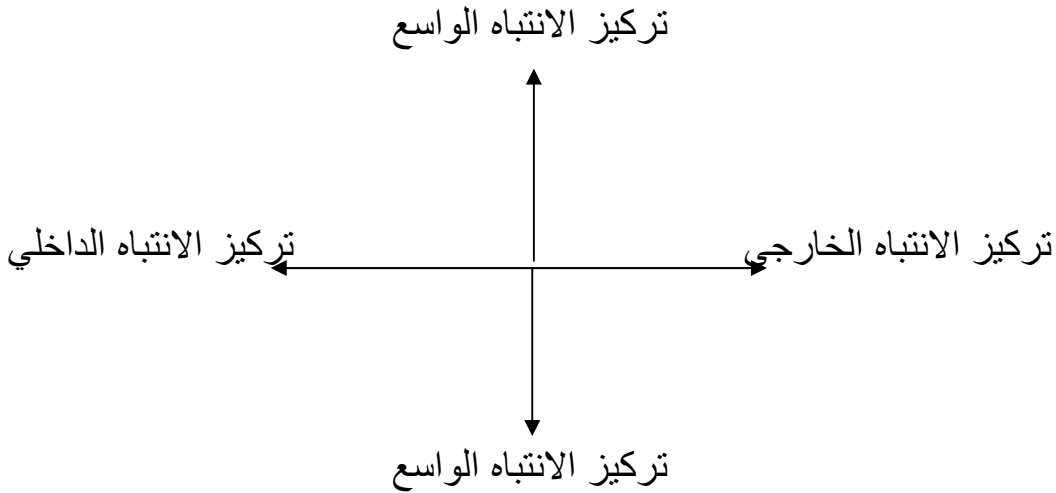 تركيز الانتباه الواسع
تركيز الانتباه الخارجي
تركيز الانتباه الداخلي
تركيز الانتباه الواسع